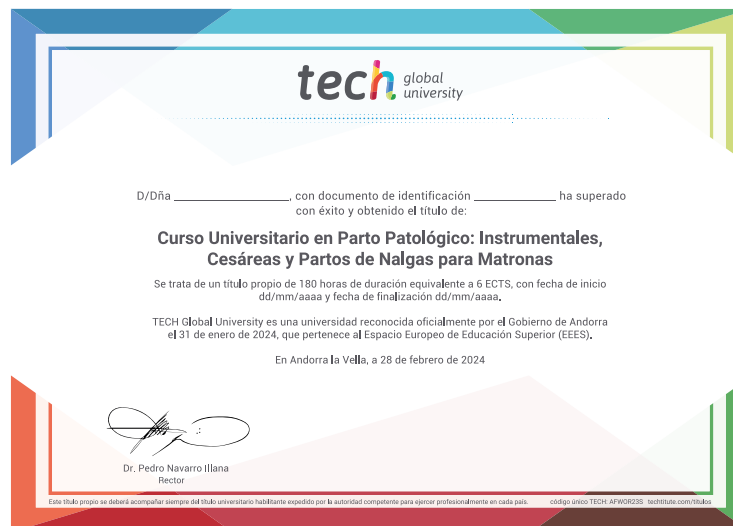 tech global university
D/Dña ____________________, con documento de identificación ______________ ha superado
con éxito y obtenido el título de:
Curso Universitario en Parto Patológico: Instrumentales,
Cesáreas y Partos de Nalgas para Matronas
Se trata de un título propio de 180 horas de duración equivalente a 6 ECTS, con fecha de inicio
dd/mm/aaaa y fecha de finalización dd/mm/aaaa.
TECH Global University es una universidad reconocida oficialmente por el Gobierno de Andorra
el 31 de enero de 2024, que pertenece al Espacio Europeo de Educación Superior (EEES).
En Andorra la Vella, a 28 de febrero de 2024
Dr. Pedro Navarro Illana
Rector
Este título propio se deberá acompañar siempre del título universitario habilitante expedido por la autoridad competente para ejercer profesionalmente en cada país. código único TECH: AFWOR23S techtitute.com/titulos